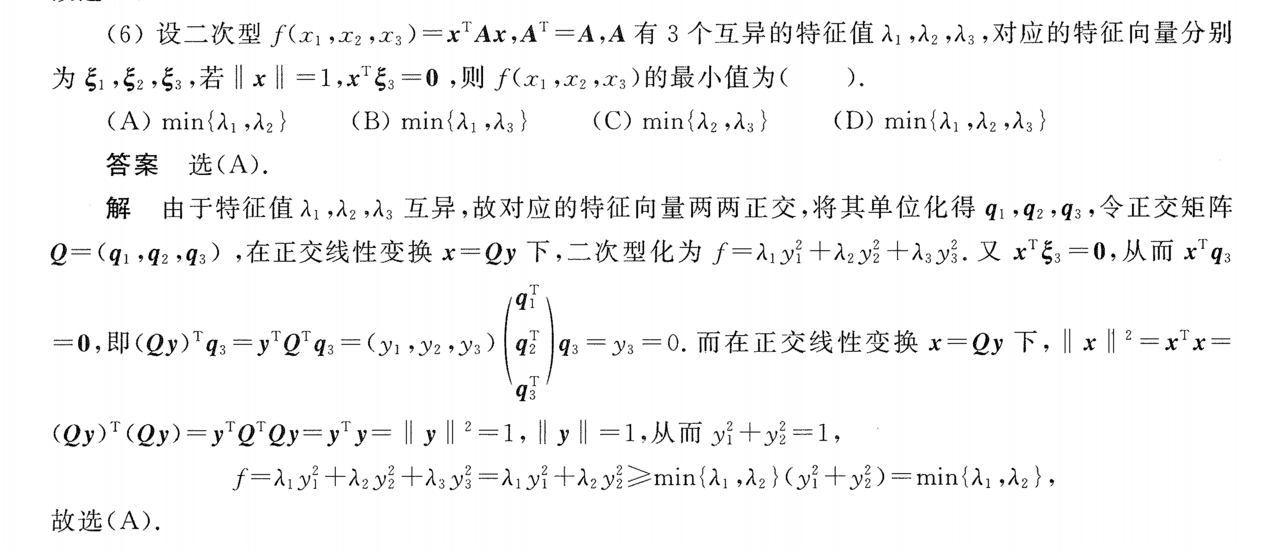 (6) 设二次型 f(x₁,x₂,x₃)=xᵀAx,Aᵀ=A,A 有 3 个互异的特征值 λ₁,λ₂,λ₃,对应的特征向量分别
为 ξ₁,ξ₂,ξ₃,若‖x‖=1,xᵀξ₃=0,则 f(x₁,x₂,x₃)的最小值为( ).
(A) min{λ₁,λ₂} (B) min{λ₁,λ₃} (C) min{λ₂,λ₃} (D) min{λ₁,λ₂,λ₃}
答案 选(A).
解 由于特征值 λ₁,λ₂,λ₃ 互异,故对应的特征向量两两正交,将其单位化得 q₁,q₂,q₃,令正交矩阵
Q=(q₁,q₂,q₃),在正交线性变换 x=Qy 下,二次型化为 f=λ₁y₁²+λ₂y₂²+λ₃y₃². 又 xᵀξ₃=0,从而 xᵀq₃
=0,即(Qy)ᵀq₃=yᵀQᵀq₃=(y₁,y₂,y₃)(q₁ᵀ q₂ᵀ q₃ᵀ)q₃=y₃=0. 而在正交线性变换 x=Qy 下,‖x‖²=xᵀx=
(Qy)ᵀ(Qy)=yᵀQᵀQy=yᵀy=‖y‖²=1,‖y‖=1,从而 y₁²+y₂²=1,
f=λ₁y₁²+λ₂y₂²+λ₃y₃²=λ₁y₁²+λ₂y₂²≥min{λ₁,λ₂}(y₁²+y₂²)=min{λ₁,λ₂},
故选(A).